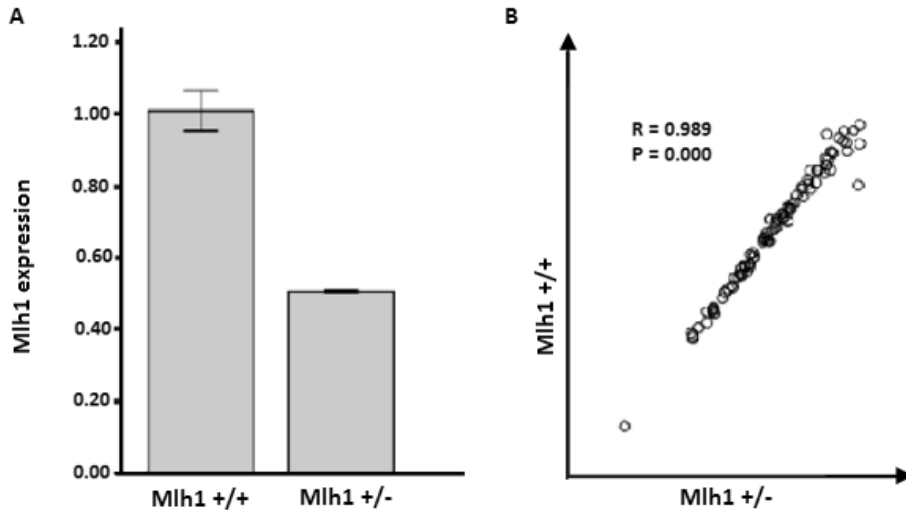 A
Mlh1 expression
1.20
1.00
0.80
0.60
0.40
0.20
0.00
Mlh1 +/+
Mlh1 +/-
B
R = 0.989
P = 0.000
Mlh1 +/+
Mlh1 +/-